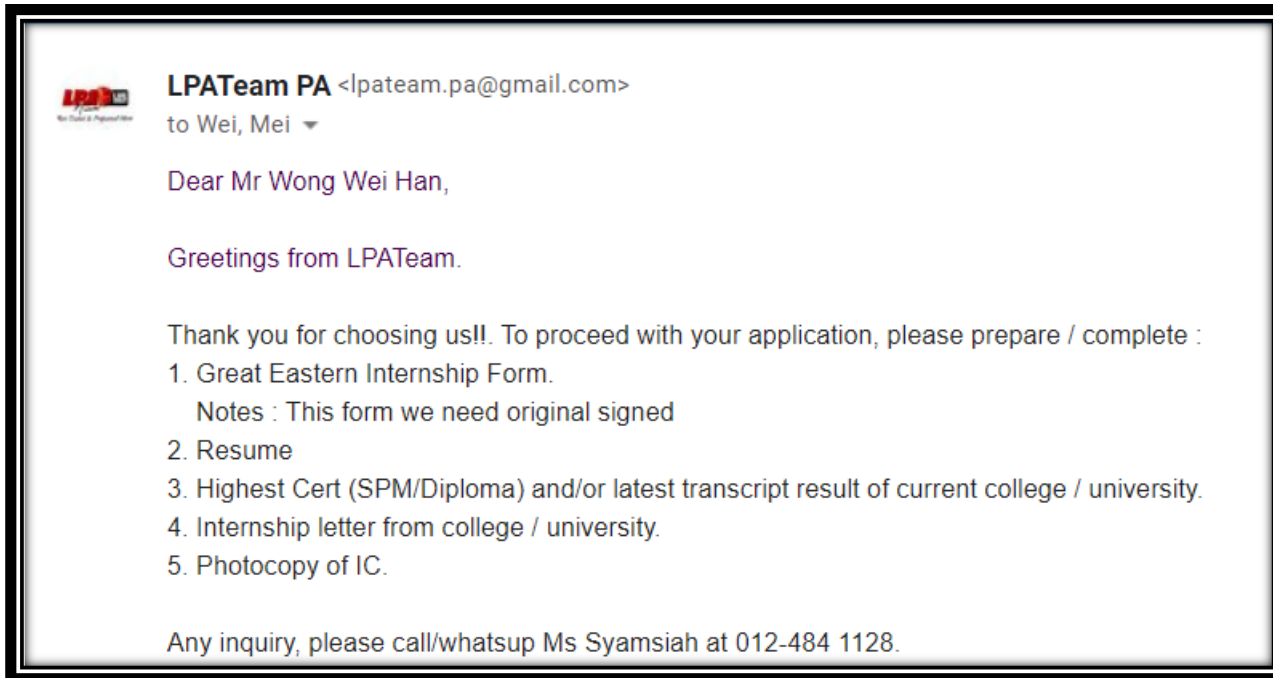 LPATeam PA <lpateam.pa@gmail.com>
to Wei, Mei
Dear Mr Wong Wei Han,
Greetings from LPATeam.
Thank you for choosing us!!. To proceed with your application, please prepare / complete :
1. Great Eastern Internship Form.
Notes : This form we need original signed
2. Resume
3. Highest Cert (SPM/Diploma) and/or latest transcript result of current college / university.
4. Internship letter from college / university.
5. Photocopy of IC.
Any inquiry, please call/whatsup Ms Syamsiah at 012-484 1128.